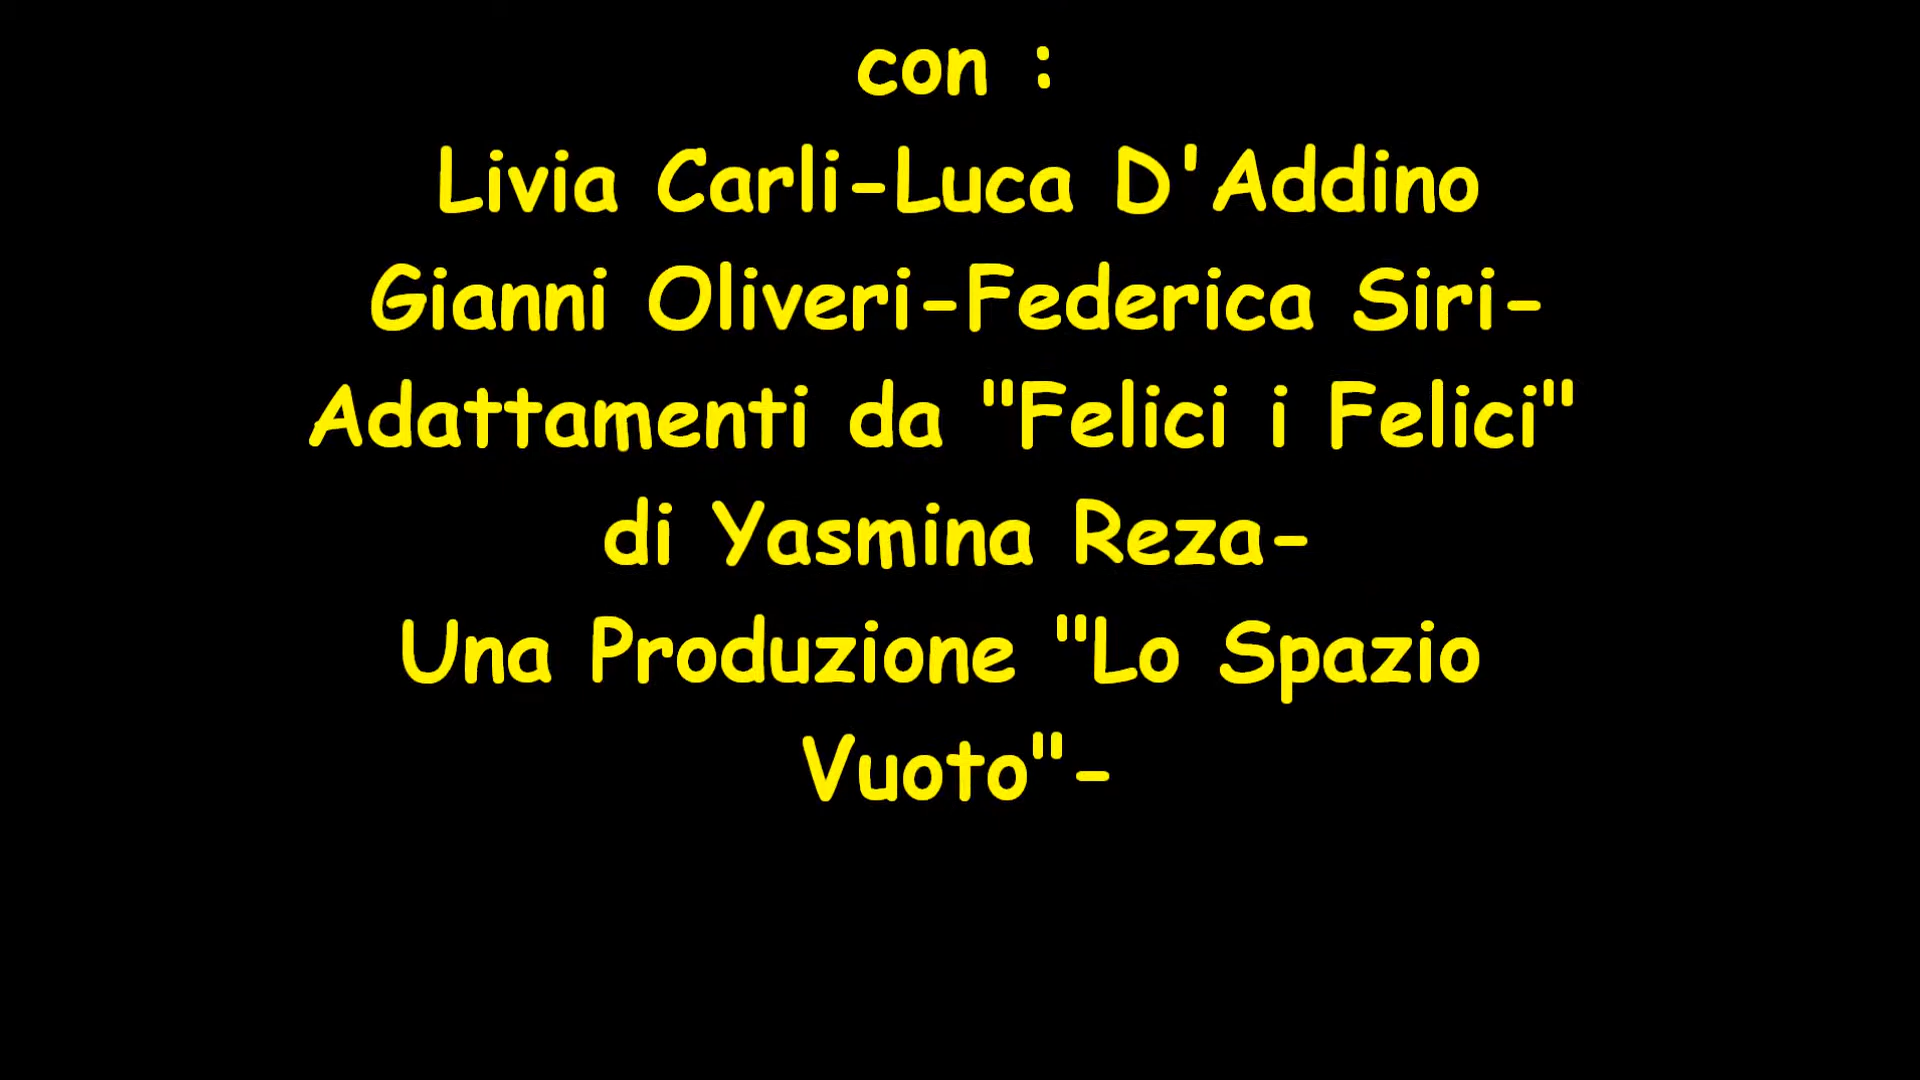 con :
Livia Carli-Luca D'Addino
Gianni Oliveri-Federica Siri-
Adattamenti da "Felici i Felici"
di Yasmina Reza-
Una Produzione "Lo Spazio
Vuoto"-